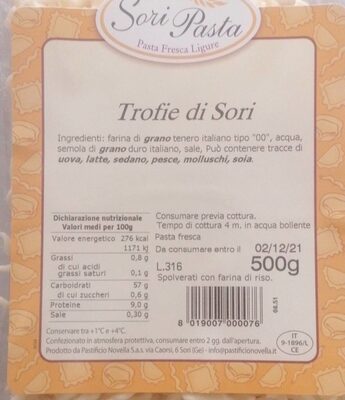 Sori Pasta
Pasta Fresca Ligure
Trofie di Sori
Ingredienti: farina di grano tenero italiano tipo "00", acqua,
semola di grano duro italiano, sale, Può contenere tracce di
uova, latte, sedano, pesce, molluschi, soia.
Dichiarazione nutrizionale
Valori medi per 100g
Valore energetico 276 kcal
1171 kJ
Grassi 0,8 g
di cui acidi
grassi saturi 0,1 g
Carboidrati 57 g
di cui zuccheri 0,6 g
Proteine 9,0 g
Sale 0,30 g
Consumare previa cottura.
Tempo di cottura 4 m. in acqua bollente
Pasta fresca
Da consumare entro il 02/12/21
L.316 500g
Spolverati con farina di riso.
8 019007 000076
66.51
Conservare tra +1°C e +4°C.
Confezionato in atmosfera protettiva, consumare entro 2 gg. dall'apertura.
Prodotto da Pastificio Novella S.a.s. via Caorsi, 6 Sori (Ge) - info@pastificionovella.it
IT
9-1896/L
CE